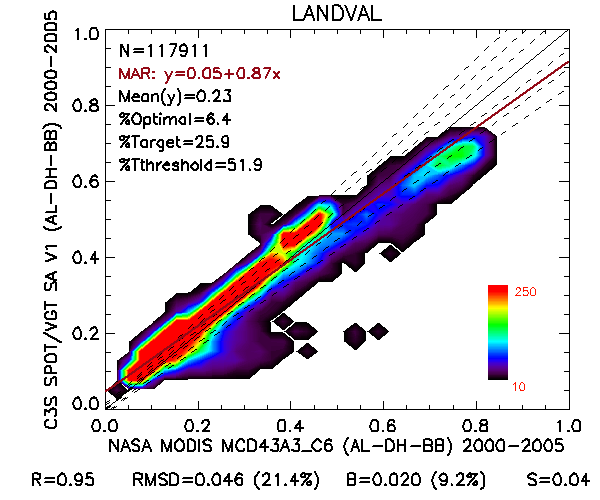 LANDVAL
N=117911
MAR: y=0.05+0.87x
Mean(y)=0.23
%Optimal=6.4
%Target=25.9
%Tthreshold=51.9
C3S SPOT/VGT SA V1 (AL-DH-BB) 2000-2005
1.0
0.8
0.6
0.4
0.2
0.0
250
10
0.0 0.2 0.4 0.6 0.8 1.0
NASA MODIS MCD43A3_C6 (AL-DH-BB) 2000-2005
R=0.95 RMSD=0.046 (21.4%) B=0.020 (9.2%) S=0.04